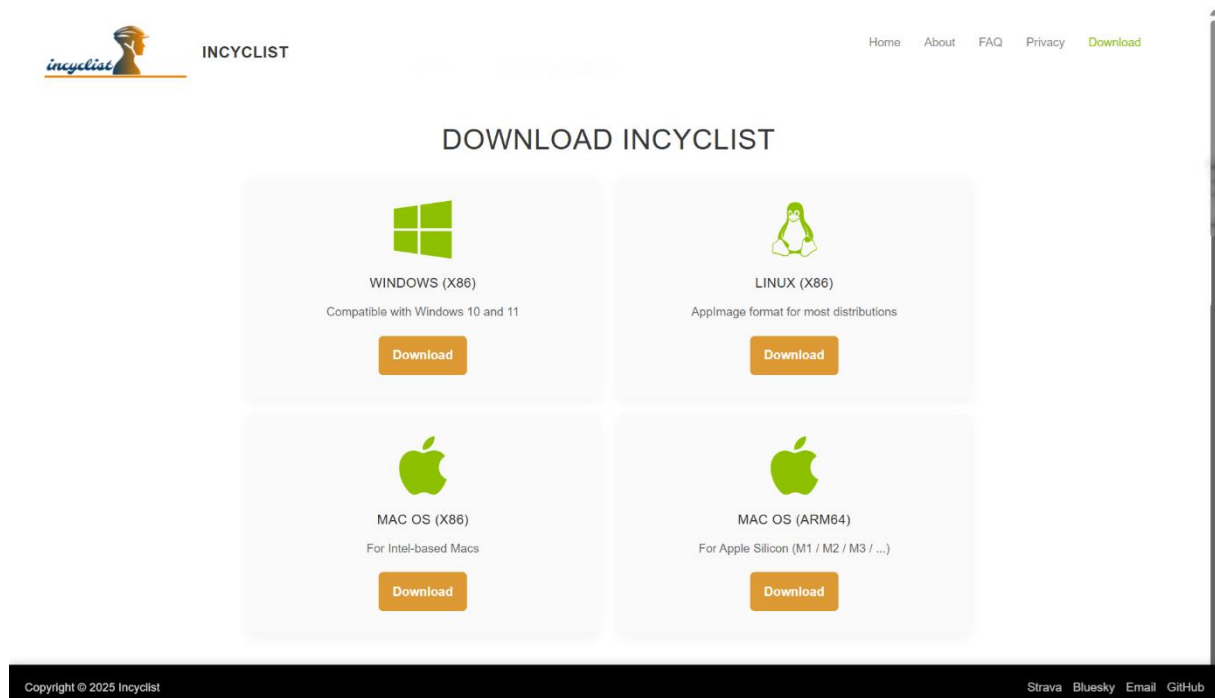 incyclist
INCYCLIST
Home About FAQ Privacy Download
DOWNLOAD INCYCLIST
WINDOWS (X86)
Compatible with Windows 10 and 11
Download
LINUX (X86)
AppImage format for most distributions
Download
MAC OS (X86)
For Intel-based Macs
Download
MAC OS (ARM64)
For Apple Silicon (M1 / M2 / M3 / ...)
Download
Copyright © 2025 Incyclist
Strava Bluesky Email GitHub